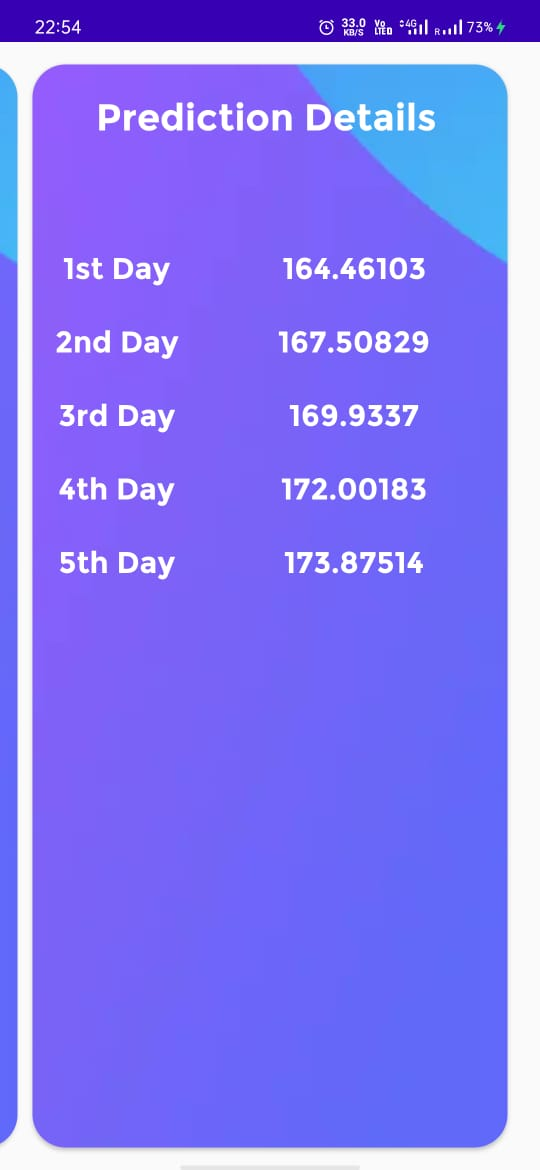 22:54 33.0 KB/S Vo LTED 4G R 73%
Prediction Details
1st Day 164.46103
2nd Day 167.50829
3rd Day 169.9337
4th Day 172.00183
5th Day 173.87514